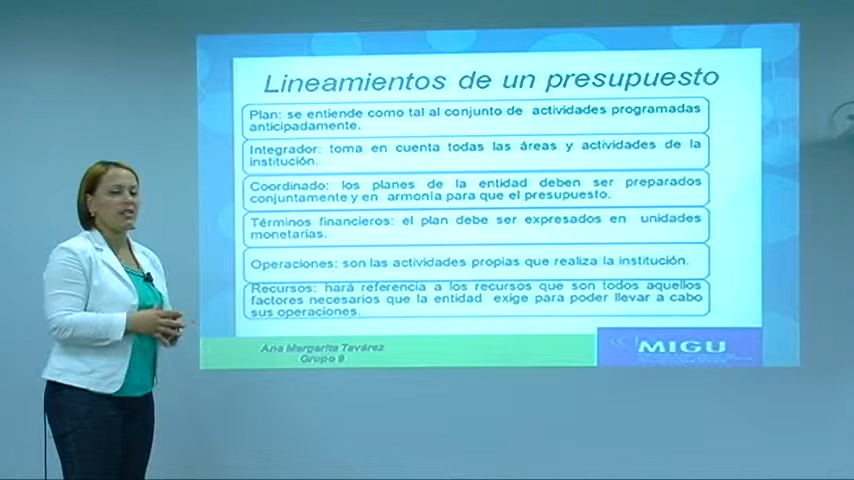 Lineamientos de un presupuesto
Plan: se entiende como tal al conjunto de actividades programadas
anticipadamente.
Integrador: toma en cuenta todas las áreas y actividades de la
institución.
Coordinado: los planes de la entidad deben ser preparados
conjuntamente y en armonía para que el presupuesto.
Términos financieros: el plan debe ser expresados en unidades
monetarias.
Operaciones: son las actividades propias que realiza la institución.
Recursos: hará referencia a los recursos que son todos aquellos
factores necesarios que la entidad exige para poder llevar a cabo
sus operaciones.
Ana Margarita Tavárez
Grupo 9
MIGU